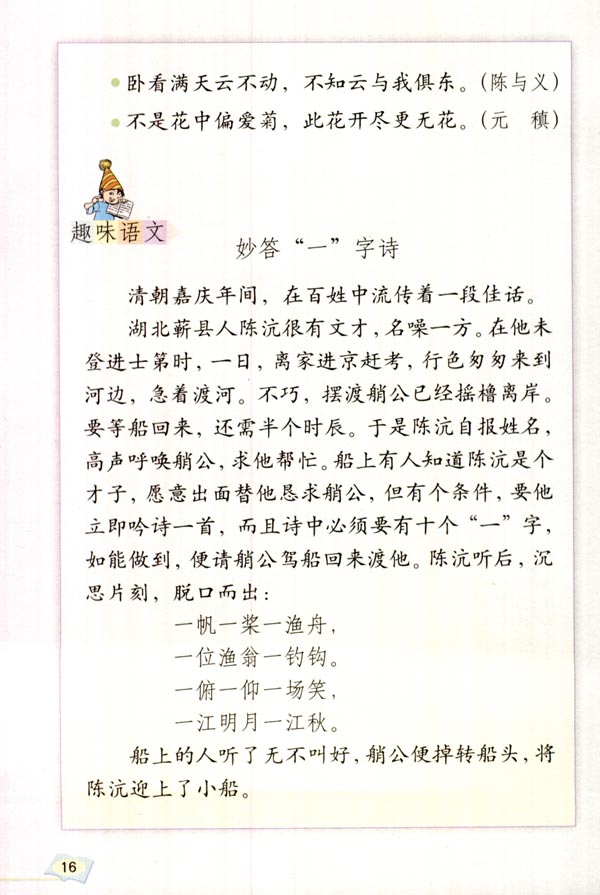 卧看满天云不动，不知云与我俱东。（陈与义）
不是花中偏爱菊，此花开尽更无花。（元　稹）
趣味语文
妙答“一”字诗
清朝嘉庆年间，在百姓中流传着一段佳话。
湖北蕲县人陈沆很有文才，名噪一方。在他未
登进士第时，一日，离家进京赶考，行色匆匆来到
河边，急着渡河。不巧，摆渡艄公已经摇橹离岸。
要等船回来，还需半个时辰。于是陈沆自报姓名，
高声呼唤艄公，求他帮忙。船上有人知道陈沆是个
才子，愿意出面替他恳求艄公，但有个条件，要他
立即吟诗一首，而且诗中必须要有十个“一”字，
如能做到，便请艄公驾船回来渡他。陈沆听后，沉
思片刻，脱口而出：
一帆一桨一渔舟，
一位渔翁一钓钩。
一俯一仰一场笑，
一江明月一江秋。
船上的人听了无不叫好，艄公便掉转船头，将
陈沆迎上了小船。
16